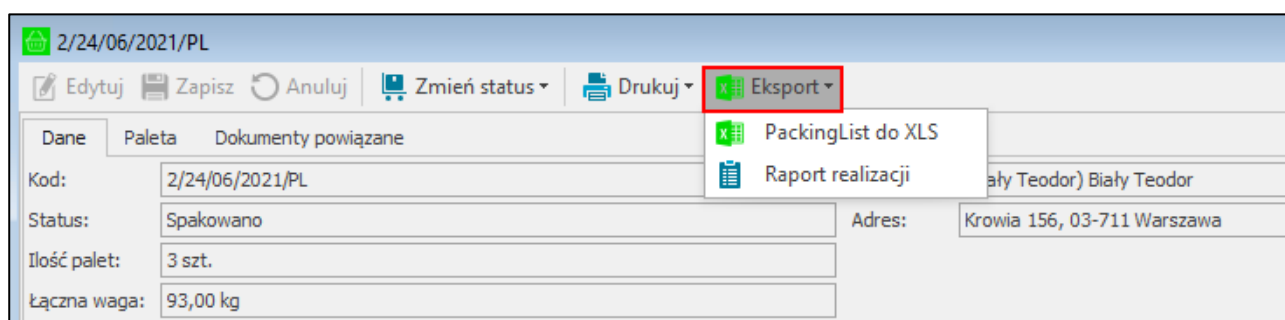 2/24/06/2021/PL
Edytuj Zapisz Anuluj Zmień status Drukuj Eksport
PackingList do XLS
Raport realizacji
Dane Paleta Dokumenty powiązane
Kod: 2/24/06/2021/PL Teodor) Biały Teodor
Status: Spakowano Adres: Krowia 156, 03-711 Warszawa
Ilość palet: 3 szt.
Łączna waga: 93,00 kg